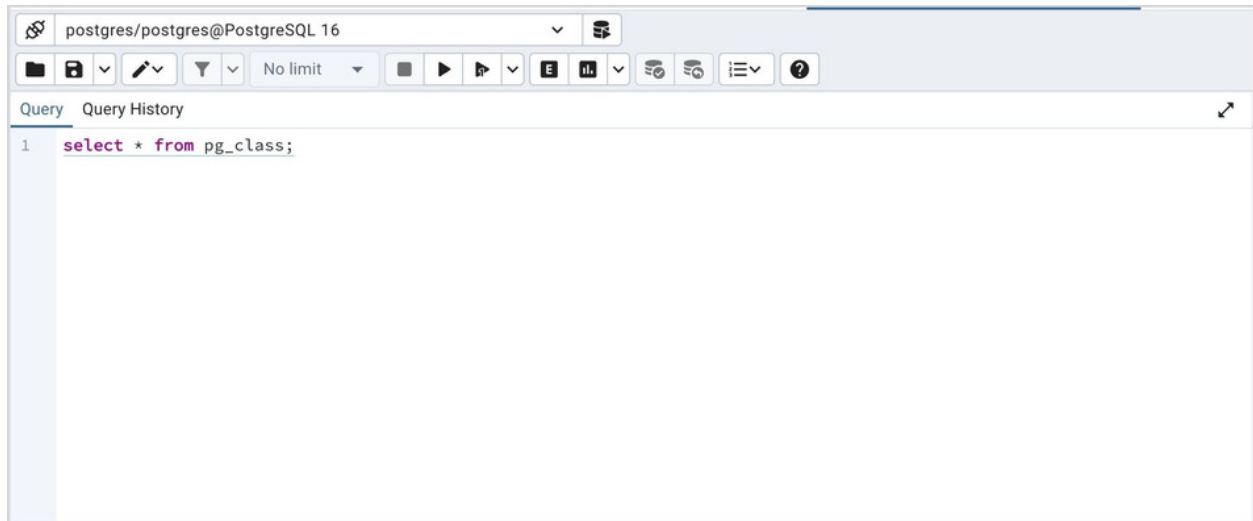 postgres/postgres@PostgreSQL 16
No limit
E
Query Query History
1 select * from pg_class;